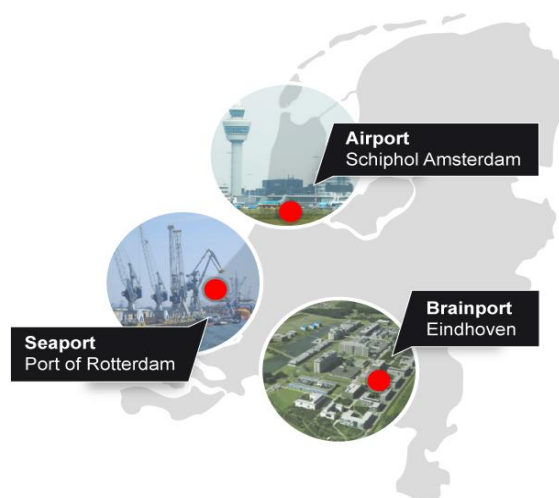 Airport
Schiphol Amsterdam
Seaport
Port of Rotterdam
Brainport
Eindhoven